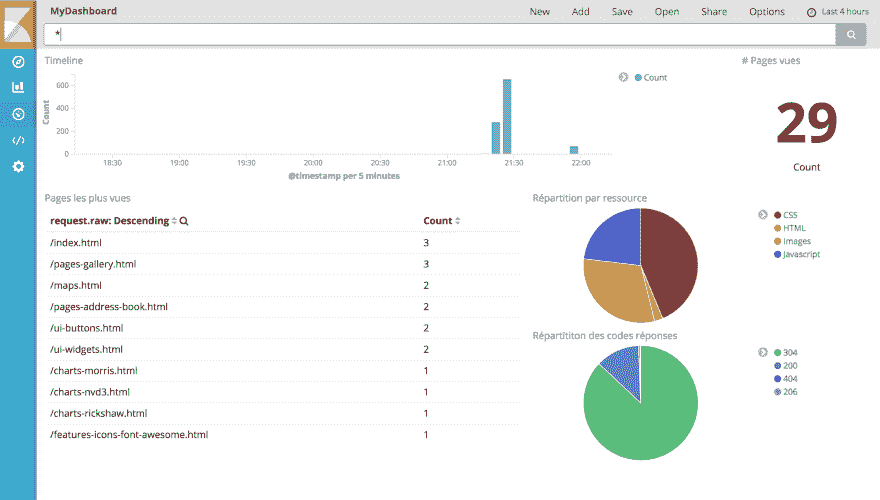 MyDashboard New Add Save Open Share Options Last 4 hours
*
Timeline
# Pages vues
Count
600
400
200
0
Count
18:30 19:00 19:30 20:00 20:30 21:00 21:30 22:00
@timestamp per 5 minutes
29
Count
Pages les plus vues
request.raw: Descending Count
/index.html 3
/pages-gallery.html 3
/maps.html 2
/pages-address-book.html 2
/ui-buttons.html 2
/ui-widgets.html 2
/charts-morris.html 1
/charts-nvd3.html 1
/charts-rickshaw.html 1
/features-icons-font-awesome.html 1
Répartition par ressource
CSS
HTML
Images
Javascript
Répartititon des codes réponses
304
200
404
206